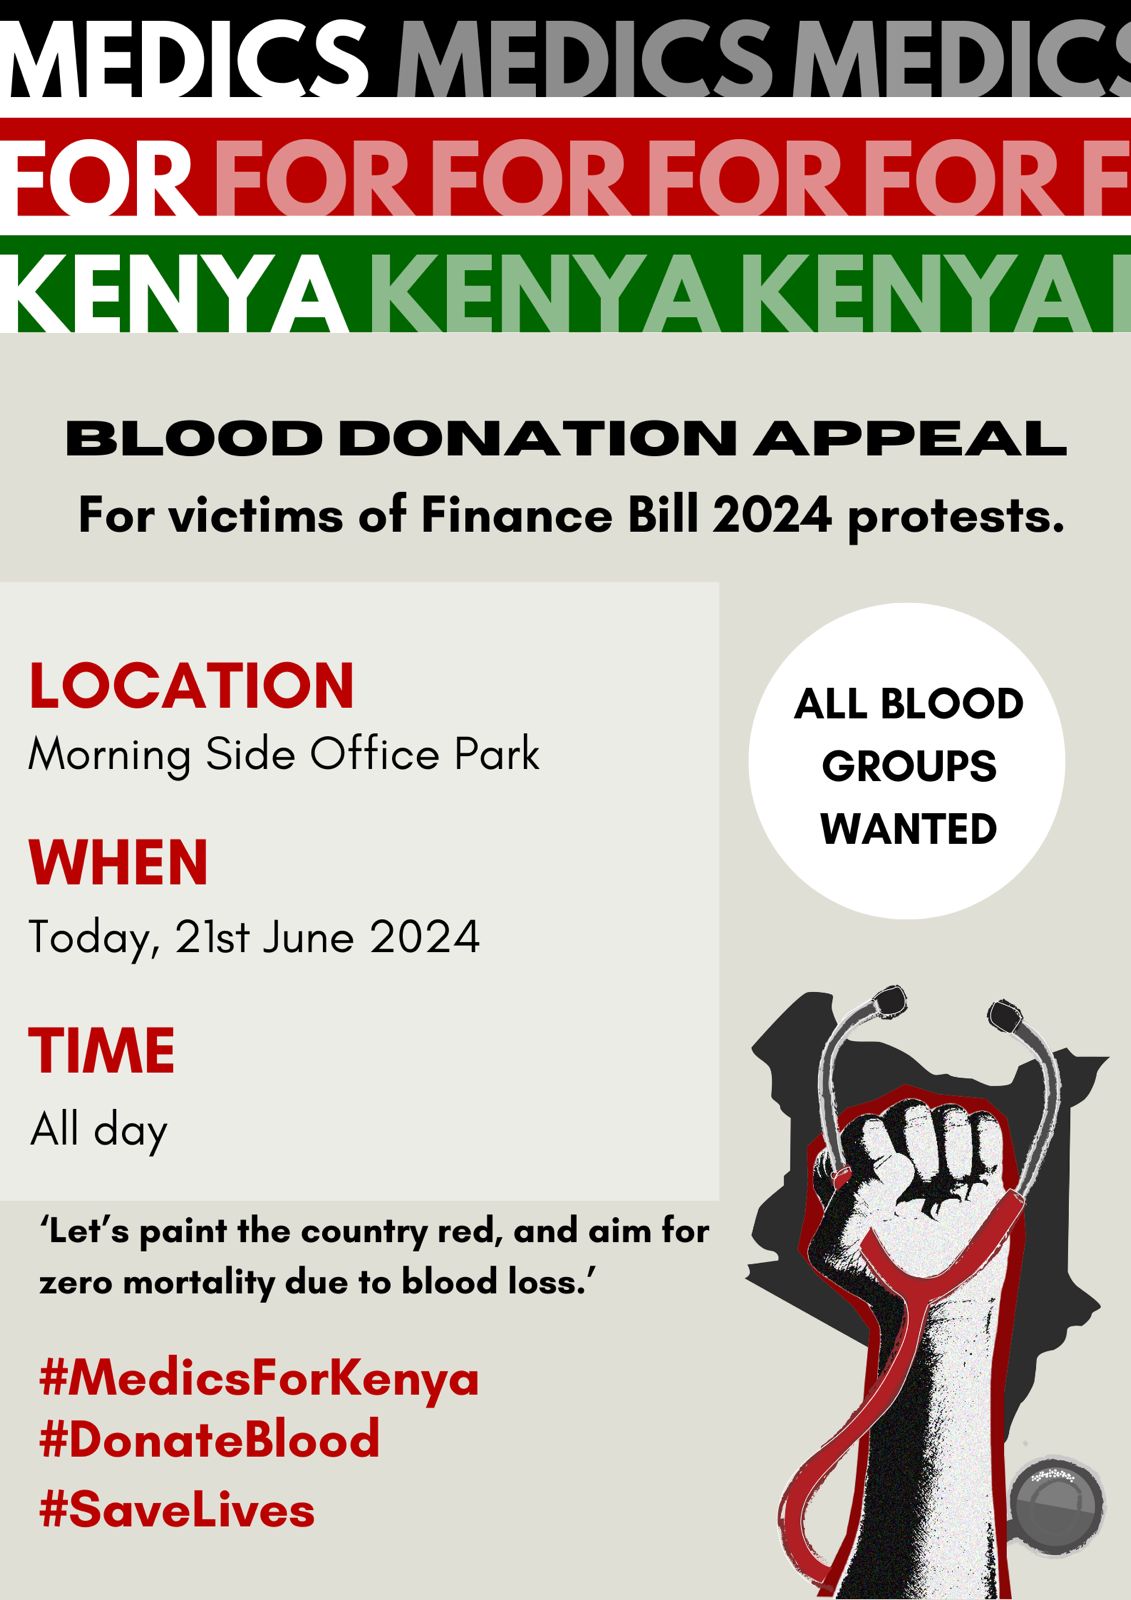 MEDICS MEDICS MEDICS
FOR FOR FOR FOR FOR F
KENYA KENYA KENYA
BLOOD DONATION APPEAL
For victims of Finance Bill 2024 protests.
LOCATION
Morning Side Office Park
WHEN
Today, 21st June 2024
TIME
All day
ALL BLOOD
GROUPS
WANTED
‘Let’s paint the country red, and aim for
zero mortality due to blood loss.’
#MedicsForKenya
#DonateBlood
#SaveLives